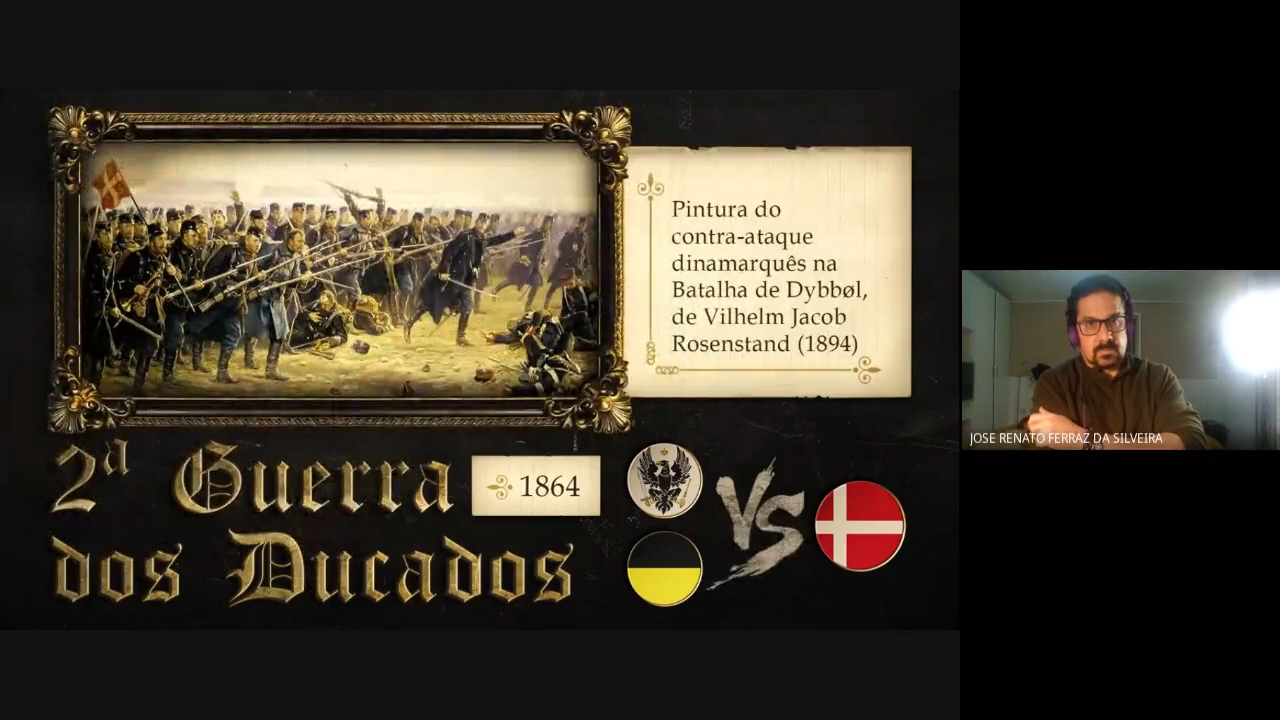 Pintura do
contra-ataque
dinamarquês na
Batalha de Dybbøl,
de Vilhelm Jacob
Rosenstand (1894)
2ª Guerra
dos Ducados
1864
VS
JOSE RENATO FERRAZ DA SILVEIRA